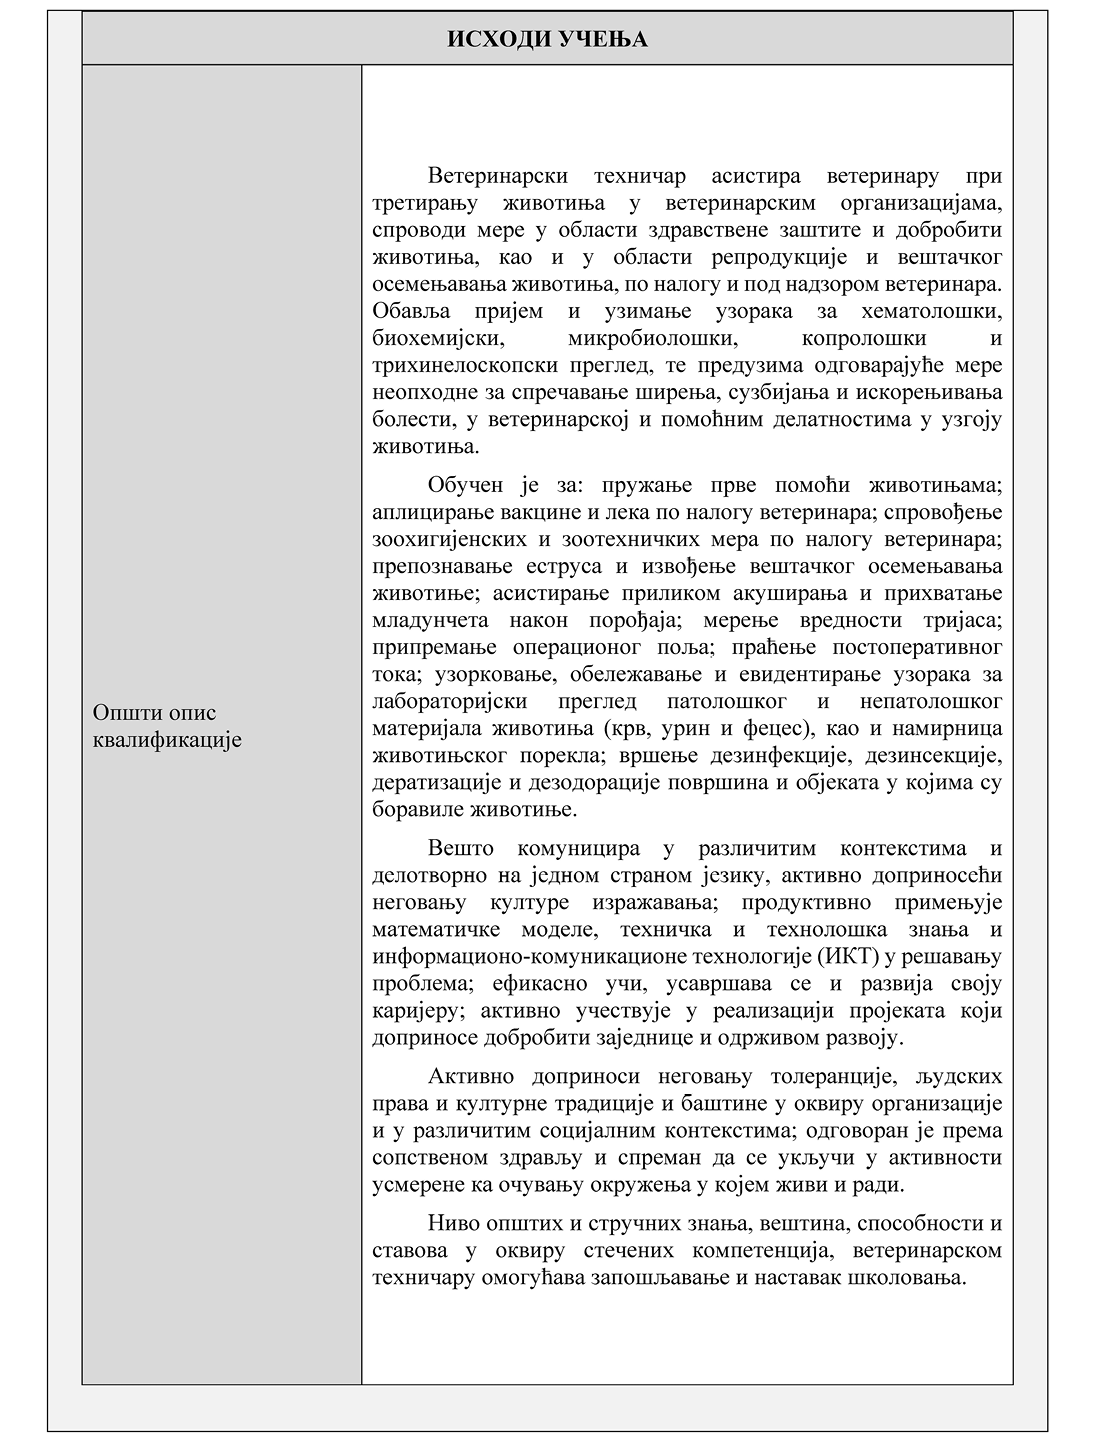 ИСХОДИ УЧЕЊА
Општи опис
квалификације
Ветеринарски техничар асистира ветеринару при
третирању животиња у ветеринарским организацијама,
спроводи мере у области здравствене заштите и добробити
животиња, као и у области репродукције и вештачког
осемењавања животиња, по налогу и под надзором ветеринара.
Обавља пријем и узимање узорака за хематолошки,
биохемијски, микробиолошки, копролошки и
трихинелоскопски преглед, те предузима одговарајуће мере
неопходне за спречавање ширења, сузбијања и искорењивања
болести, у ветеринарској и помоћним делатностима у узгоју
животиња.
Обучен је за: пружање прве помоћи животињама;
аплицирање вакцине и лека по налогу ветеринара; спровођење
зоохигијенских и зоотехничких мера по налогу ветеринара;
препознавање еструса и извођење вештачког осемењавања
животиње; асистирање приликом акуширања и прихватање
младунчета након порођаја; мерење вредности тријаса;
припремање операционог поља; праћење постоперативног
тока; узорковање, обележавање и евидентирање узорака за
лабораторијски преглед патолошког и непатолошког
материјала животиња (крв, урин и фецес), као и намирница
животињског порекла; вршење дезинфекције, дезинсекције,
дератизације и дезодорације површина и објеката у којима су
боравиле животиње.
Вешто комуницира у различитим контекстима и
делотворно на једном страном језику, активно доприносећи
неговању културе изражавања; продуктивно примењује
математичке моделе, техничка и технолошка знања и
информационо-комуникационе технологије (ИКТ) у решавању
проблема; ефикасно учи, усавршава се и развија своју
каријеру; активно учествује у реализацији пројеката који
доприносе добробити заједнице и одрживом развоју.
Активно доприноси неговању толеранције, људских
права и културне традиције и баштине у оквиру организације
и у различитим социјалним контекстима; одговоран је према
сопственом здрављу и спреман да се укључи у активности
усмерене ка очувању окружења у којем живи и ради.
Ниво општих и стручних знања, вештина, способности и
ставова у оквиру стечених компетенција, ветеринарском
техничару омогућава запошљавање и наставак школовања.